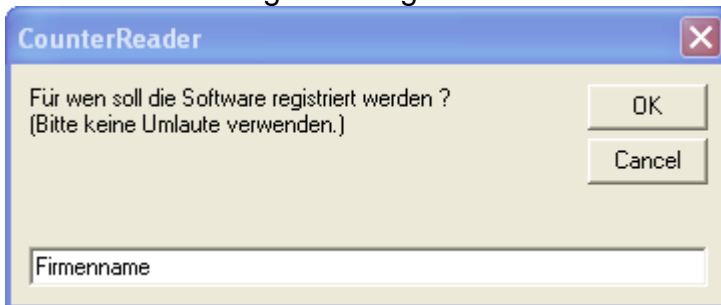 CounterReader
Für wen soll die Software registriert werden ?
(Bitte keine Umlaute verwenden.)
OK
Cancel
Firmenname